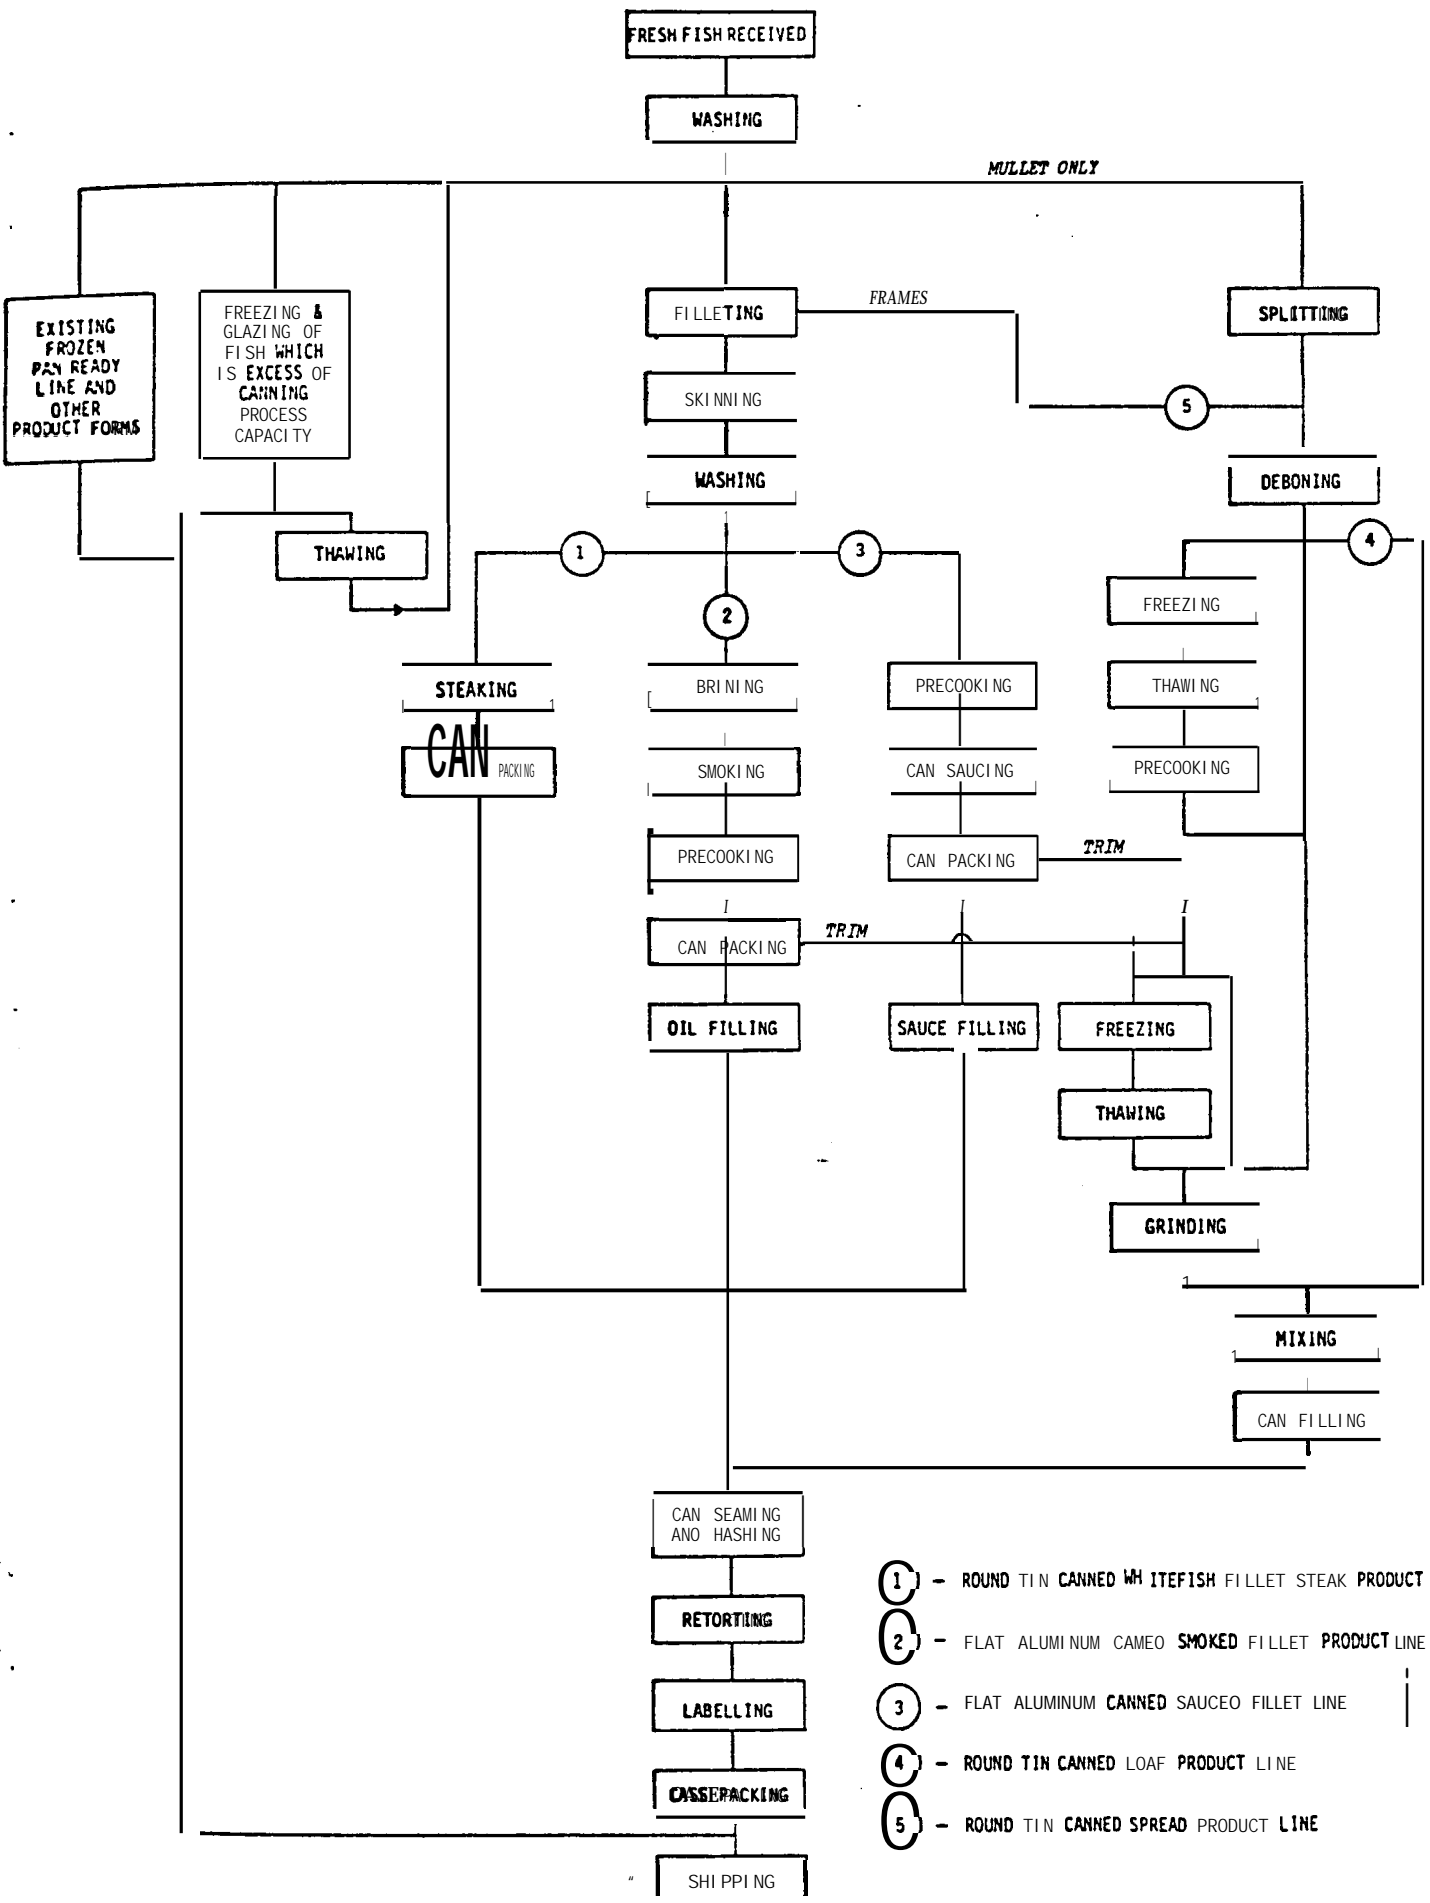 FRESH FISH RECEIVED
WASHING
MULLET ONLY
EXISTING
FROZEN
PAN READY
LINE AND
OTHER
PRODUCT FORMS
FREEZING &
GLAZING OF
FISH WHICH
IS EXCESS OF
CANNING
PROCESS
CAPACITY
FILLETING
FRAMES
SPLITTING
SKINNING
5
WASHING
DEBONING
THAWING
1
3
4
2
FREEZING
STEAKING
BRINING
PRECOOKING
THAWING
CAN PACKING
SMOKING
CAN SAUCING
PRECOOKING
PRECOOKING
CAN PACKING
TRIM
CAN PACKING
TRIM
OIL FILLING
SAUCE FILLING
FREEZING
THAWING
GRINDING
MIXING
CAN FILLING
CAN SEAMING
ANO HASHING
RETORTING
LABELLING
CASE PACKING
SHIPPING
1 - ROUND TIN CANNED WHITEFISH FILLET STEAK PRODUCT
2 - FLAT ALUMINUM CAMEO SMOKED FILLET PRODUCT LINE
3 - FLAT ALUMINUM CANNED SAUCEO FILLET LINE
4 - ROUND TIN CANNED LOAF PRODUCT LINE
5 - ROUND TIN CANNED SPREAD PRODUCT LINE